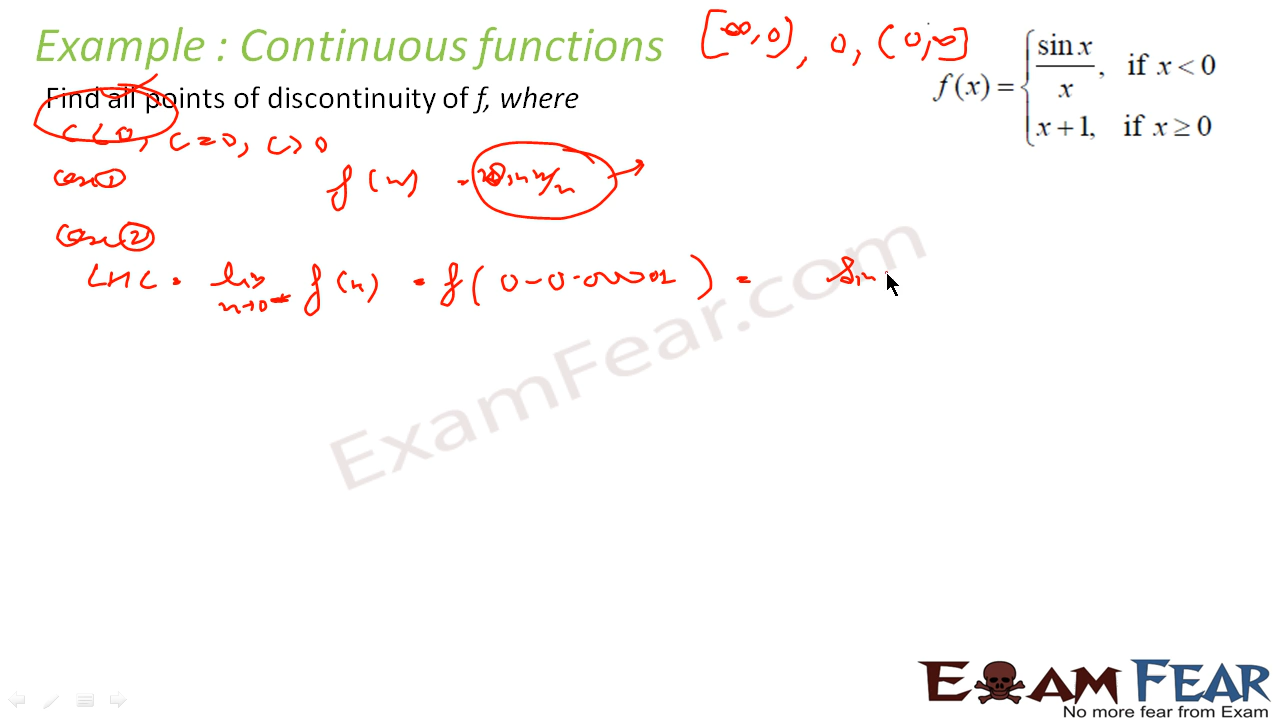 Example : Continuous functions
[∞,0), 0, (0,∞]
Find all points of discontinuity of f, where
f(x) = { sin x / x, if x < 0
x + 1, if x ≥ 0
c<0, c=0, c>0
Case ①
f(x) = sin x/x
Case ②
LHL = lim x→0- f(x) = f(0-0.00001) = Sin
ExamFear.com
EXAM FEAR
No more fear from Exam